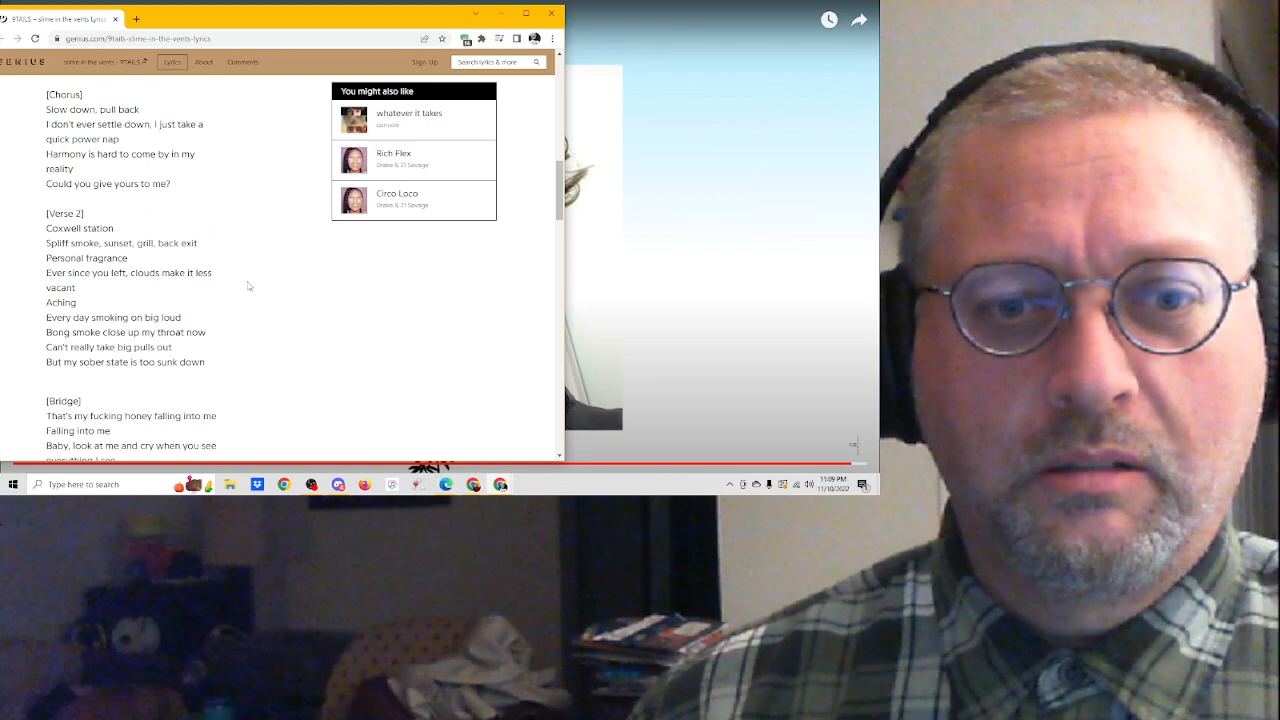 9TAILS – slime in the vents Lyrics
genius.com/9tails-slime-in-the-vents-lyrics
GENIUS
slime in the vents - 9TAILS
Lyrics
About
Comments
Sign Up
Search lyrics & more
[Chorus]
Slow down, pull back
I don't ever settle down, I just take a
quick power nap
Harmony is hard to come by in my
reality
Could you give yours to me?
[Verse 2]
Coxwell station
Spliff smoke, sunset, grill, back exit
Personal fragrance
Ever since you left, clouds make it less
vacant
Aching
Every day smoking on big loud
Bong smoke close up my throat now
Can't really take big pulls out
But my sober state is too sunk down
[Bridge]
That's my fucking honey falling into me
Falling into me
Baby, look at me and cry when you see
everything I see
You might also like
whatever it takes
Rich Flex
Drake & 21 Savage
Circo Loco
Drake & 21 Savage
Type here to search
11:09 PM
11/10/2022